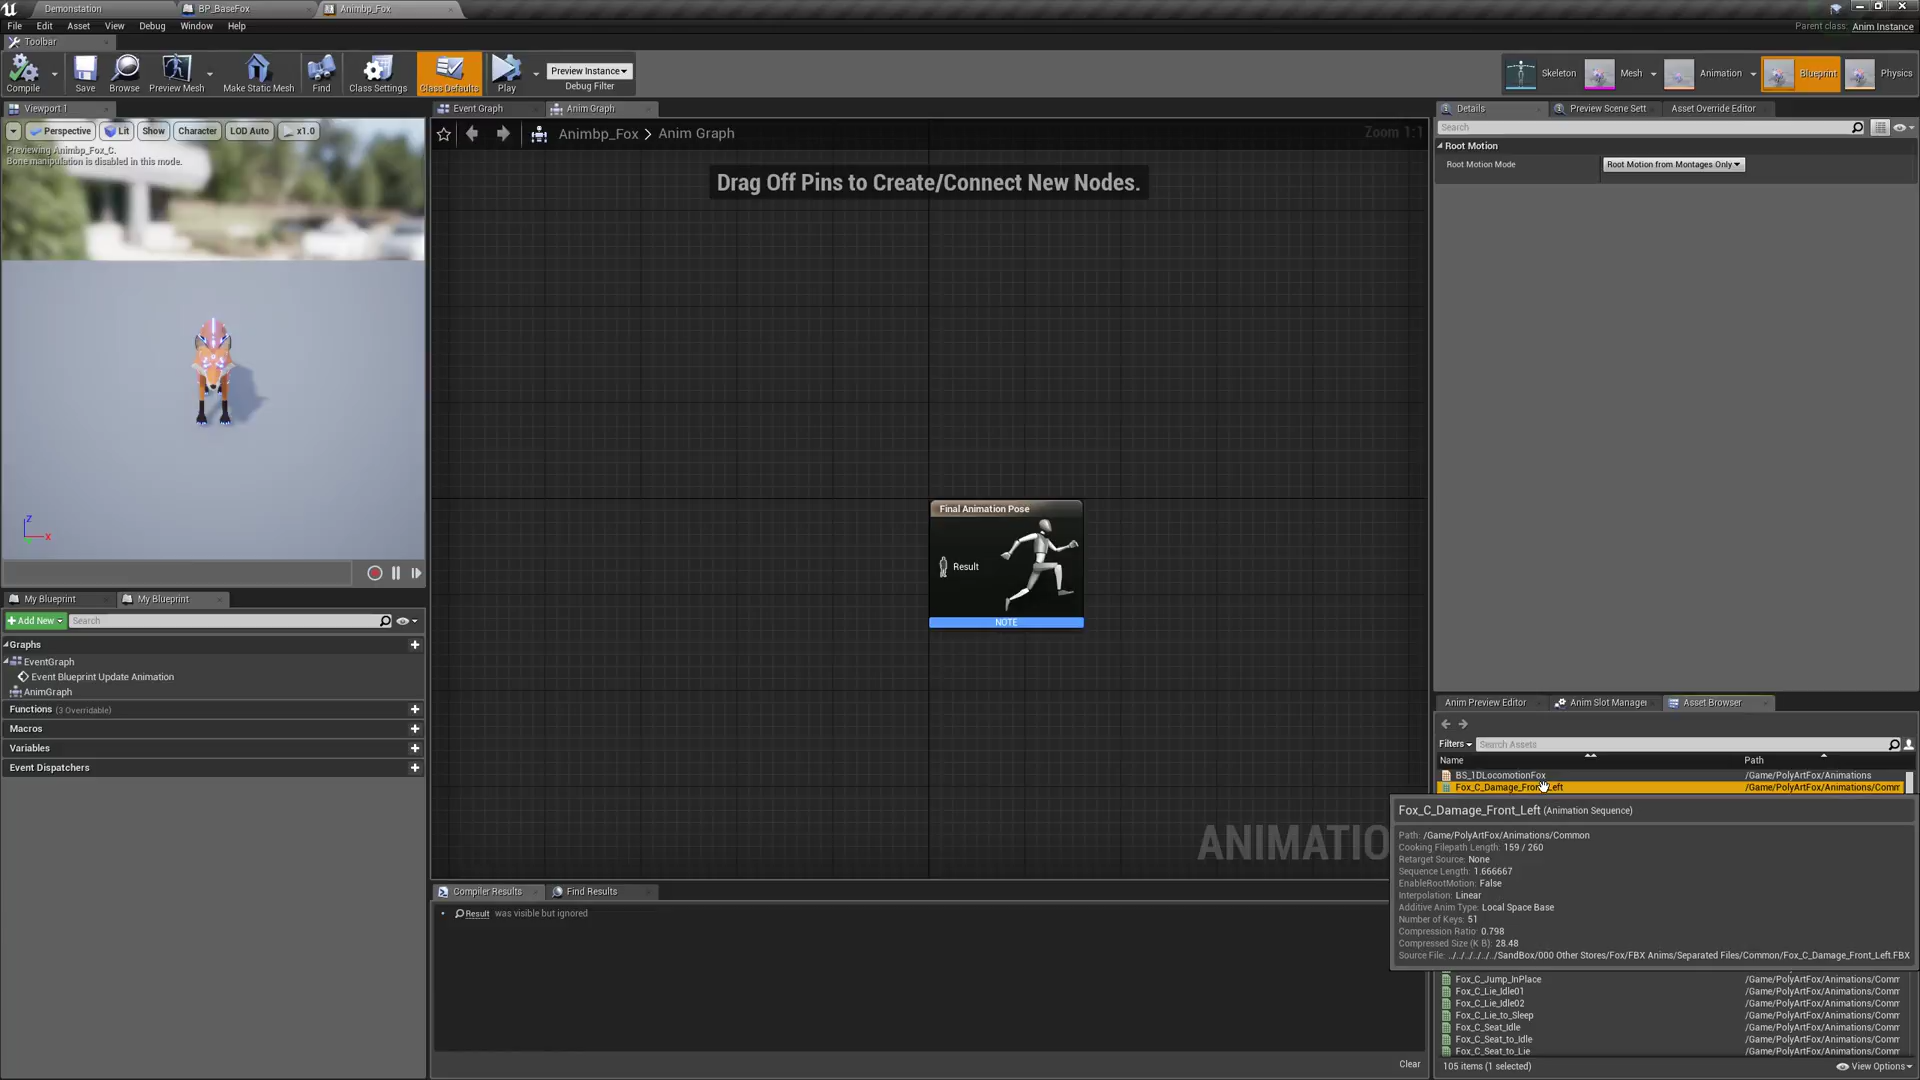 Demonstation
BP_BaseFox
Animbp_Fox
File Edit Asset View Debug Window Help
Parent class: Anim Instance
Toolbar
Compile
Save
Browse
Preview Mesh
Make Static Mesh
Find
Class Settings
Class Defaults
Play
Preview Instance
Debug Filter
Skeleton
Mesh
Animation
Blueprint
Physics
Viewport 1
Perspective Lit Show Character LOD Auto x1.0
Previewing Animbp_Fox_C.
Bone manipulation is disabled in this mode.
Z
X
Event Graph
Anim Graph
Animbp_Fox > Anim Graph
Zoom 1:1
Drag Off Pins to Create/Connect New Nodes.
Final Animation Pose
Result
NOTE
ANIMATIO
My Blueprint
My Blueprint
Add New
Search
Graphs
EventGraph
Event Blueprint Update Animation
AnimGraph
Functions (3 Overridable)
Macros
Variables
Event Dispatchers
Compiler Results
Find Results
Result was visible but ignored
Clear
Details
Preview Scene Sett
Asset Override Editor
Search
Root Motion
Root Motion Mode
Root Motion from Montages Only
Anim Preview Editor
Anim Slot Manager
Asset Browser
Filters
Search Assets
Name Path
BS_1DLocomotionFox /Game/PolyArtFox/Animations
Fox_C_Damage_Front_Left /Game/PolyArtFox/Animations/Comm
Fox_C_Damage_Front_Left (Animation Sequence)
Path: /Game/PolyArtFox/Animations/Common
Cooking Filepath Length: 159 / 260
Retarget Source: None
Sequence Length: 1.666667
EnableRootMotion: False
Interpolation: Linear
Additive Anim Type: Local Space Base
Number of Keys: 51
Compression Ratio: 0.798
Compressed Size (K B): 28.48
Source File: ../../../../../../SandBox/000 Other Stores/Fox/FBX Anims/Separated Files/Common/Fox_C_Damage_Front_Left.FBX
Fox_C_Jump_InPlace /Game/PolyArtFox/Animations/Comm
Fox_C_Lie_Idle01 /Game/PolyArtFox/Animations/Comm
Fox_C_Lie_Idle02 /Game/PolyArtFox/Animations/Comm
Fox_C_Lie_to_Sleep /Game/PolyArtFox/Animations/Comm
Fox_C_Seat_Idle /Game/PolyArtFox/Animations/Comm
Fox_C_Seat_to_Idle /Game/PolyArtFox/Animations/Comm
Fox_C_Seat_to_Lie /Game/PolyArtFox/Animations/Comm
105 items (1 selected)
View Options